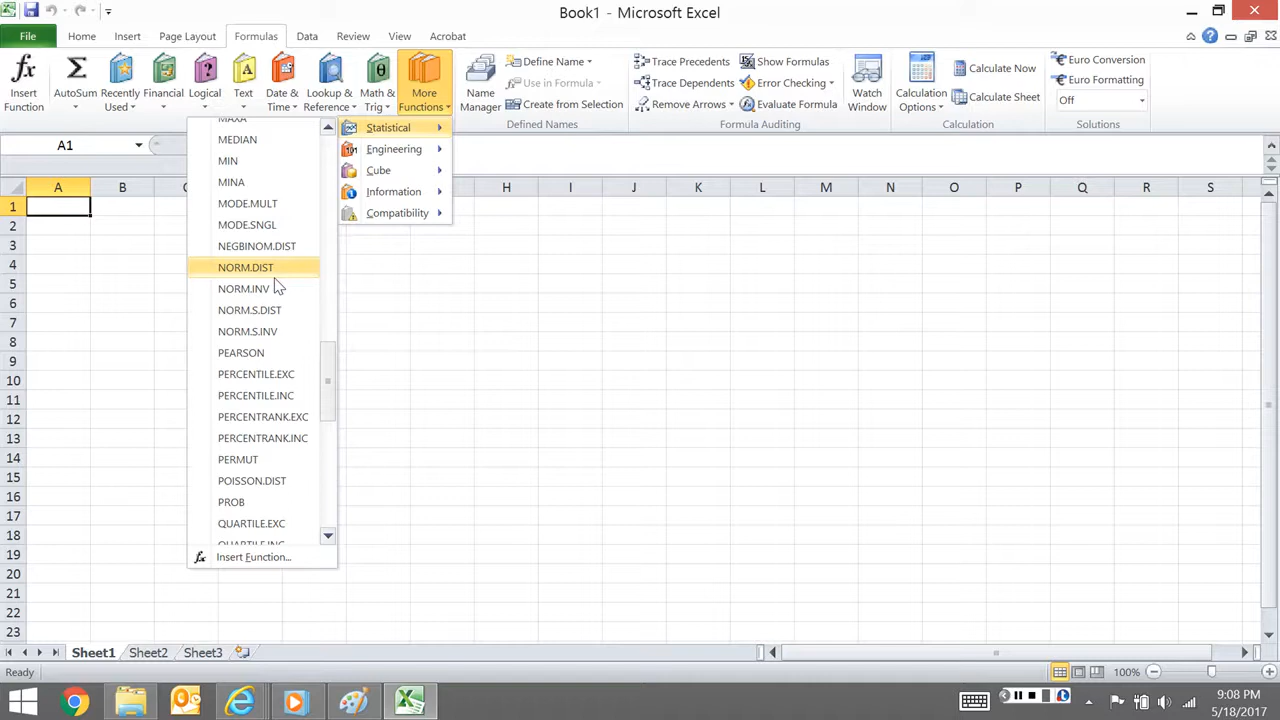 Book1 - Microsoft Excel
File Home Insert Page Layout Formulas Data Review View Acrobat
Insert Function
AutoSum
Recently Used
Financial
Logical
Text
Date & Time
Lookup & Reference
Math & Trig
More Functions
Name Manager
Define Name
Use in Formula
Create from Selection
Defined Names
Trace Precedents
Trace Dependents
Remove Arrows
Show Formulas
Error Checking
Evaluate Formula
Formula Auditing
Watch Window
Calculation Options
Calculate Now
Calculate Sheet
Calculation
Euro Conversion
Euro Formatting
Off
Solutions
Statistical
Engineering
Cube
Information
Compatibility
A1
MAXA
MEDIAN
MIN
MINA
MODE.MULT
MODE.SNGL
NEGBINOM.DIST
NORM.DIST
NORM.INV
NORM.S.DIST
NORM.S.INV
PEARSON
PERCENTILE.EXC
PERCENTILE.INC
PERCENTRANK.EXC
PERCENTRANK.INC
PERMUT
POISSON.DIST
PROB
QUARTILE.EXC
QUARTILE.INC
fx Insert Function...
A B C H I J K L M N O P Q R S
1
2
3
4
5
6
7
8
9
10
11
12
13
14
15
16
17
18
19
20
21
22
23
Sheet1 Sheet2 Sheet3
Ready
100%
9:08 PM
5/18/2017